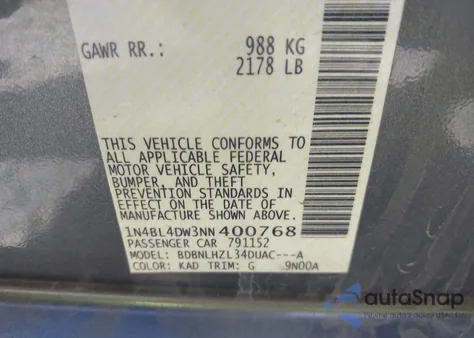 GAWR RR.: 988 KG
2178 LB
THIS VEHICLE CONFORMS TO
ALL APPLICABLE FEDERAL
MOTOR VEHICLE SAFETY,
BUMPER, AND THEFT
PREVENTION STANDARDS IN
EFFECT ON THE DATE OF
MANUFACTURE SHOWN ABOVE.
1N4BL4DW3NN400768
PASSENGER CAR 791152
MODEL: BDBNLHZL34DUAC---A
COLOR: KAD TRIM: G 9N00A
autoSnap